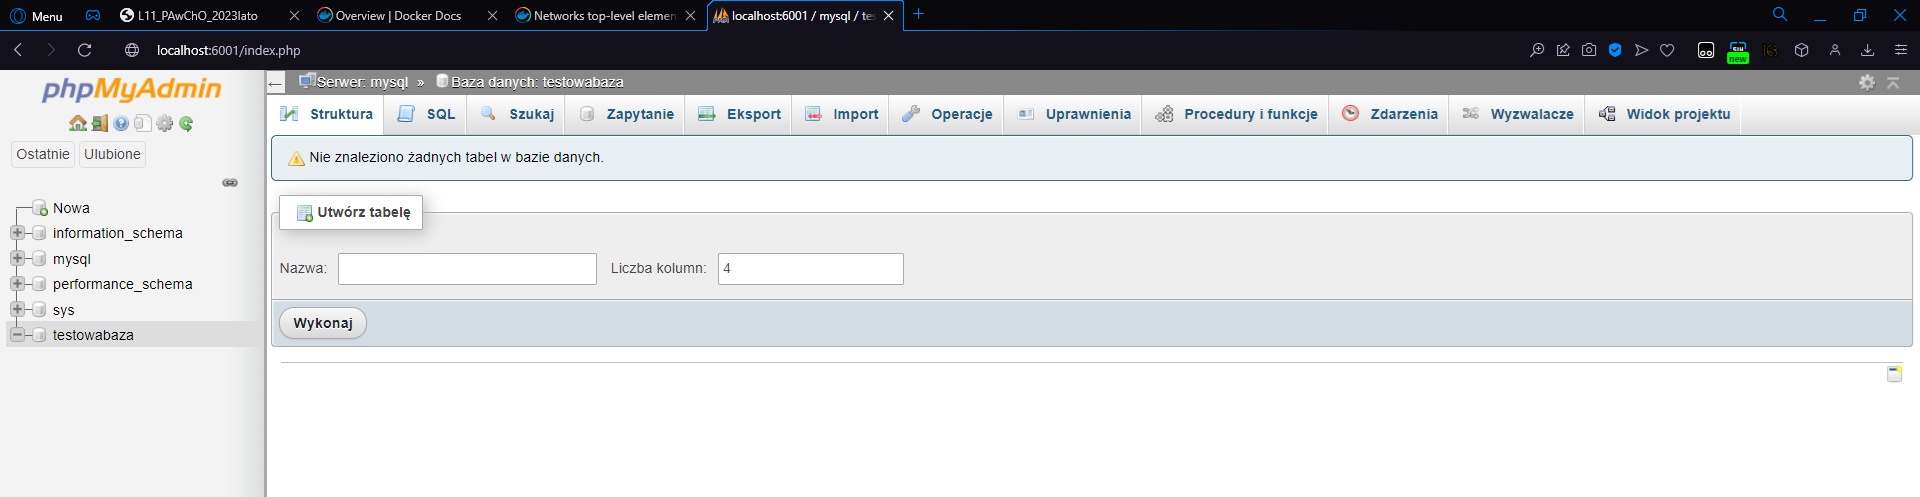 Menu
L11_PAwChO_2023lato
Overview | Docker Docs
Networks top-level elemen
localhost:6001 / mysql / tes
localhost:6001/index.php
new
phpMyAdmin
Ostatnie
Ulubione
Nowa
information_schema
mysql
performance_schema
sys
testowabaza
Serwer: mysql » Baza danych: testowabaza
Struktura
SQL
Szukaj
Zapytanie
Eksport
Import
Operacje
Uprawnienia
Procedury i funkcje
Zdarzenia
Wyzwalacze
Widok projektu
Nie znaleziono żadnych tabel w bazie danych.
Utwórz tabelę
Nazwa:
Liczba kolumn: 4
Wykonaj